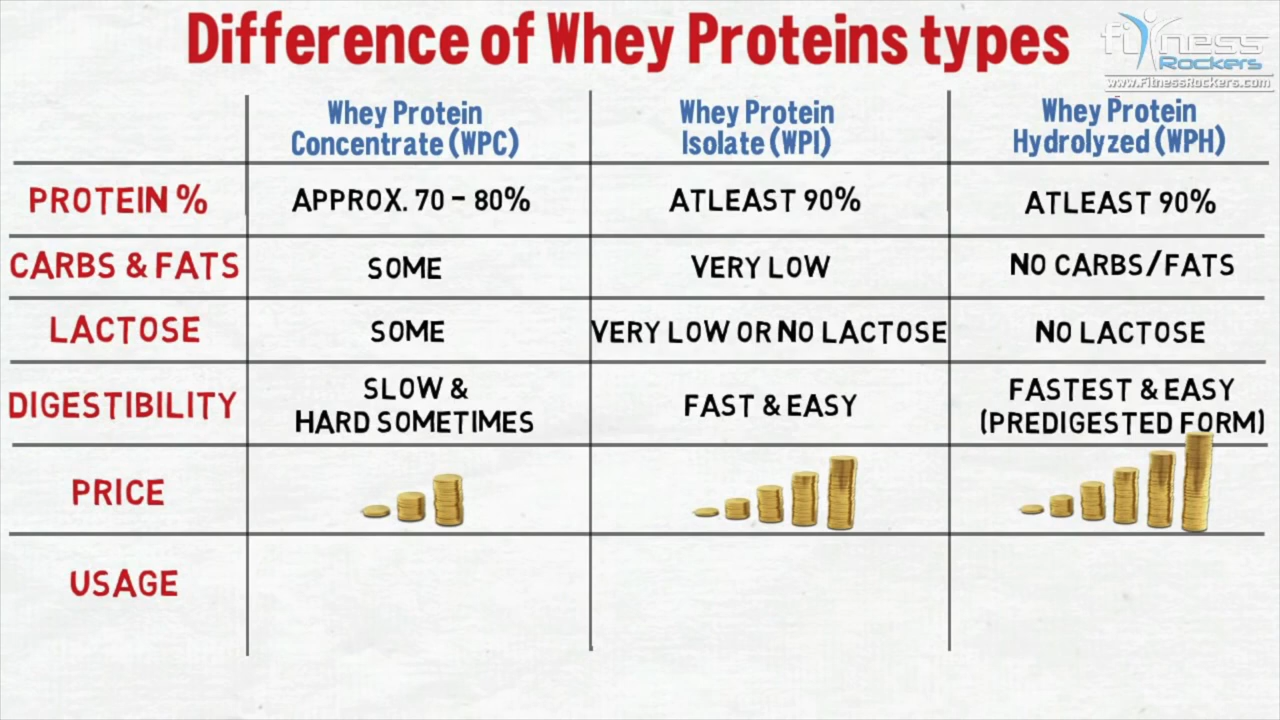 Difference of Whey Proteins types
fitness
Rockers
www.FitnessRockers.com
Whey Protein
Concentrate (WPC)
Whey Protein
Isolate (WPI)
Whey Protein
Hydrolyzed (WPH)
PROTEIN %
APPROX. 70 - 80%
ATLEAST 90%
ATLEAST 90%
CARBS & FATS
SOME
VERY LOW
NO CARBS/FATS
LACTOSE
SOME
VERY LOW OR NO LACTOSE
NO LACTOSE
DIGESTIBILITY
SLOW &
HARD SOMETIMES
FAST & EASY
FASTEST & EASY
(PREDIGESTED FORM)
PRICE
USAGE